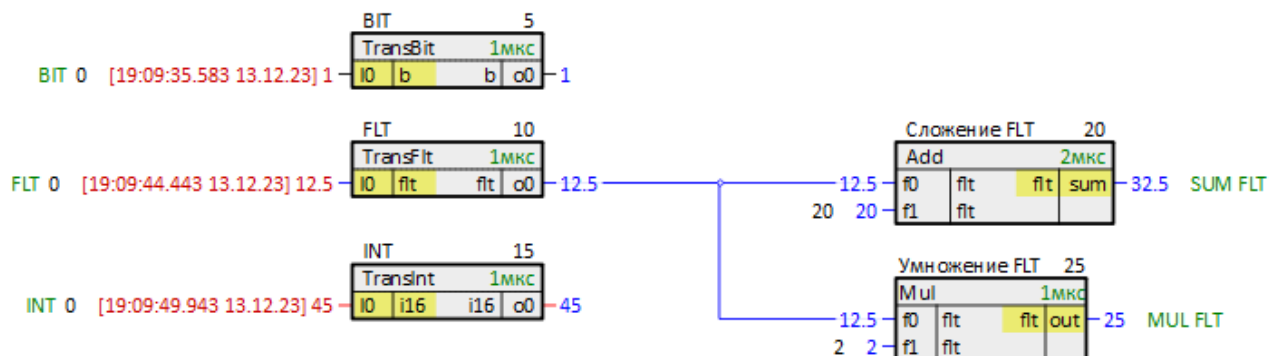 BIT 5
TransBit 1мкс
BIT 0 [19:09:35.583 13.12.23] 1 I0 b b o0 1
FLT 10
TransFlt 1мкс
FLT 0 [19:09:44.443 13.12.23] 12.5 I0 flt flt o0 12.5
Сложение FLT 20
Add 2мкс
12.5 f0 flt flt sum 32.5 SUM FLT
20 20 f1 flt
INT 15
TransInt 1мкс
INT 0 [19:09:49.943 13.12.23] 45 I0 i16 i16 o0 45
Умножение FLT 25
Mul 1мкс
12.5 f0 flt flt out 25 MUL FLT
2 2 f1 flt